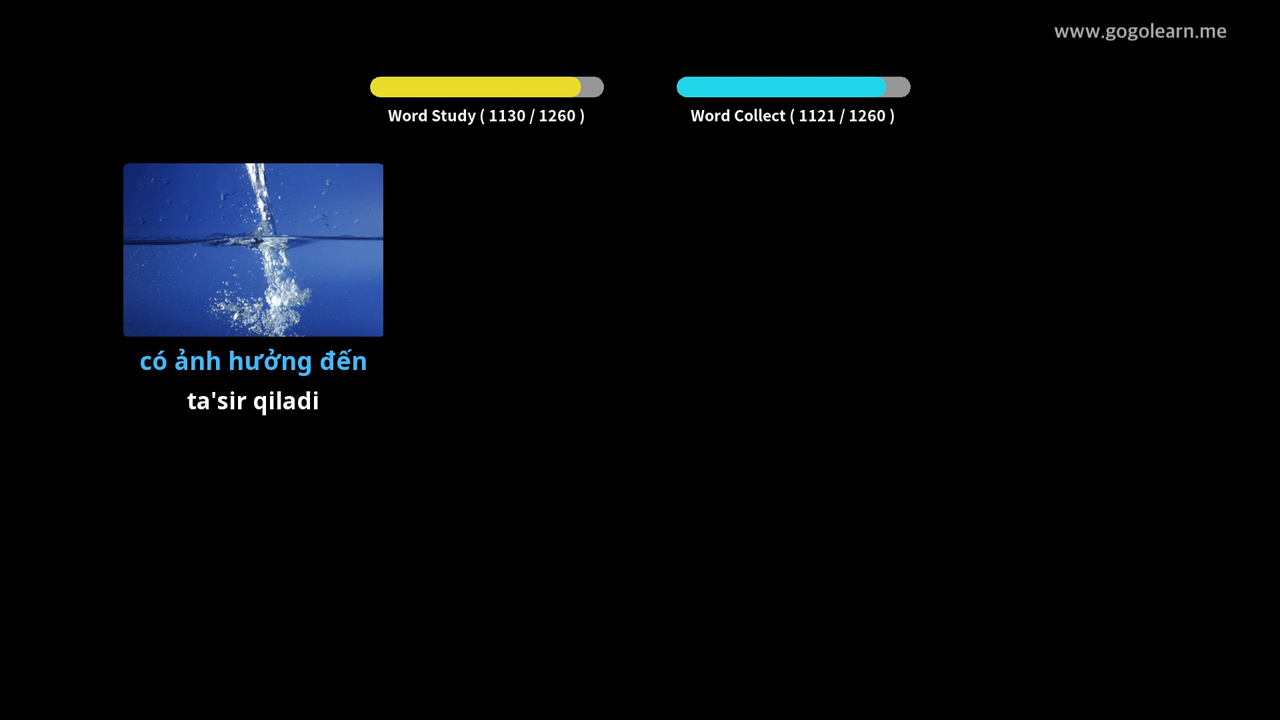 www.gogolearn.me
Word Study ( 1130 / 1260 )
Word Collect ( 1121 / 1260 )
có ảnh hưởng đến
ta'sir qiladi